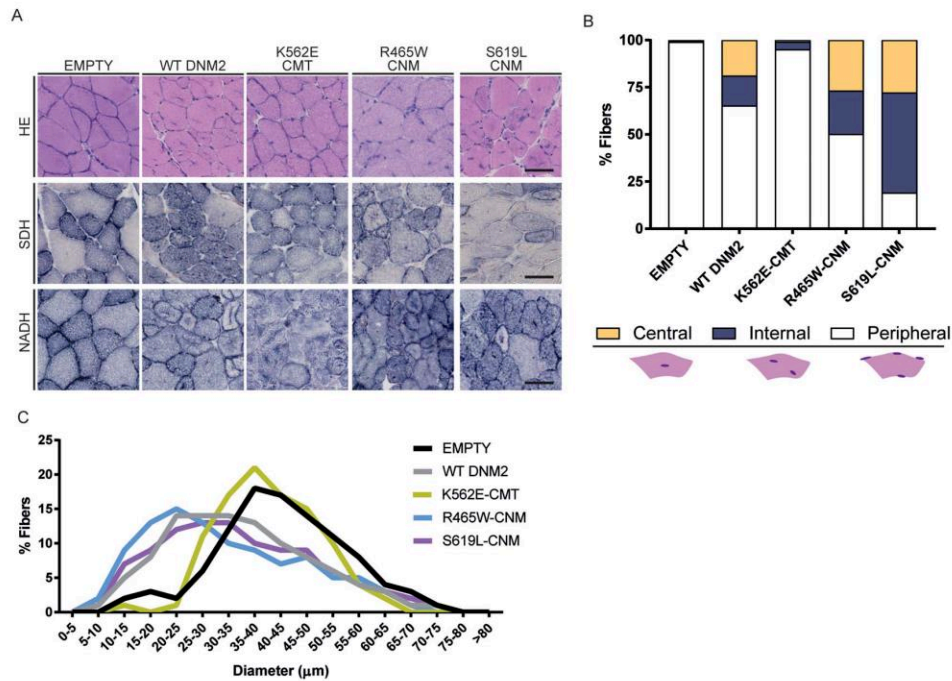 A
EMPTY
WT DNM2
K562E
CMT
R465W
CNM
S619L
CNM
HE
SDH
NADH
B
% Fibers
100
75
50
25
0
EMPTY
WT DNM2
K562E-CMT
R465W-CNM
S619L-CNM
Central
Internal
Peripheral
C
% Fibers
25
20
15
10
5
0
EMPTY
WT DNM2
K562E-CMT
R465W-CNM
S619L-CNM
0-5
5-10
10-15
15-20
20-25
25-30
30-35
35-40
40-45
45-50
50-55
55-60
60-65
65-70
70-75
75-80
>80
Diameter (µm)